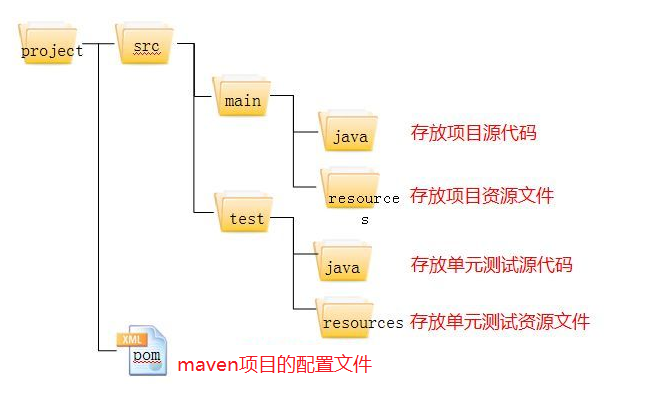 project
src
main
java 存放项目源代码
resources 存放项目资源文件
test
java 存放单元测试源代码
resources 存放单元测试资源文件
XML
pom
maven项目的配置文件